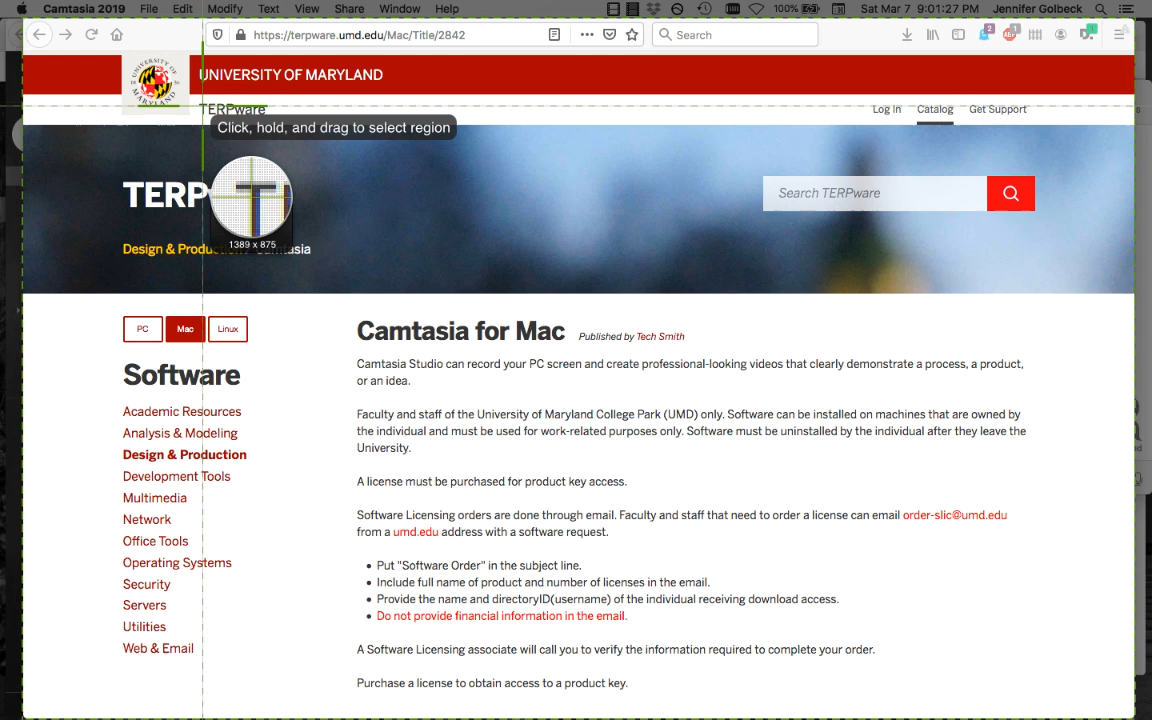 Camtasia 2019 File Edit Modify Text View Share Window Help 100% Sat Mar 7 9:01:27 PM Jennifer Golbeck
https://terpware.umd.edu/Mac/Title/2842 Search 2 1
UNIVERSITY OF MARYLAND
TERPware
Log In Catalog Get Support
Click, hold, and drag to select region
TERP
Search TERPware
1389 x 875
Design & Produ
PC Mac Linux
Camtasia for Mac Published by Tech Smith
Camtasia Studio can record your PC screen and create professional-looking videos that clearly demonstrate a process, a product,
or an idea.
Software
Faculty and staff of the University of Maryland College Park (UMD) only. Software can be installed on machines that are owned by
the individual and must be used for work-related purposes only. Software must be uninstalled by the individual after they leave the
University.
A license must be purchased for product key access.
Software Licensing orders are done through email. Faculty and staff that need to order a license can email order-slic@umd.edu
from a umd.edu address with a software request.
Put "Software Order" in the subject line.
Include full name of product and number of licenses in the email.
Provide the name and directoryID(username) of the individual receiving download access.
Do not provide financial information in the email.
A Software Licensing associate will call you to verify the information required to complete your order.
Purchase a license to obtain access to a product key.
Academic Resources
Analysis & Modeling
Design & Production
Development Tools
Multimedia
Network
Office Tools
Operating Systems
Security
Servers
Utilities
Web & Email